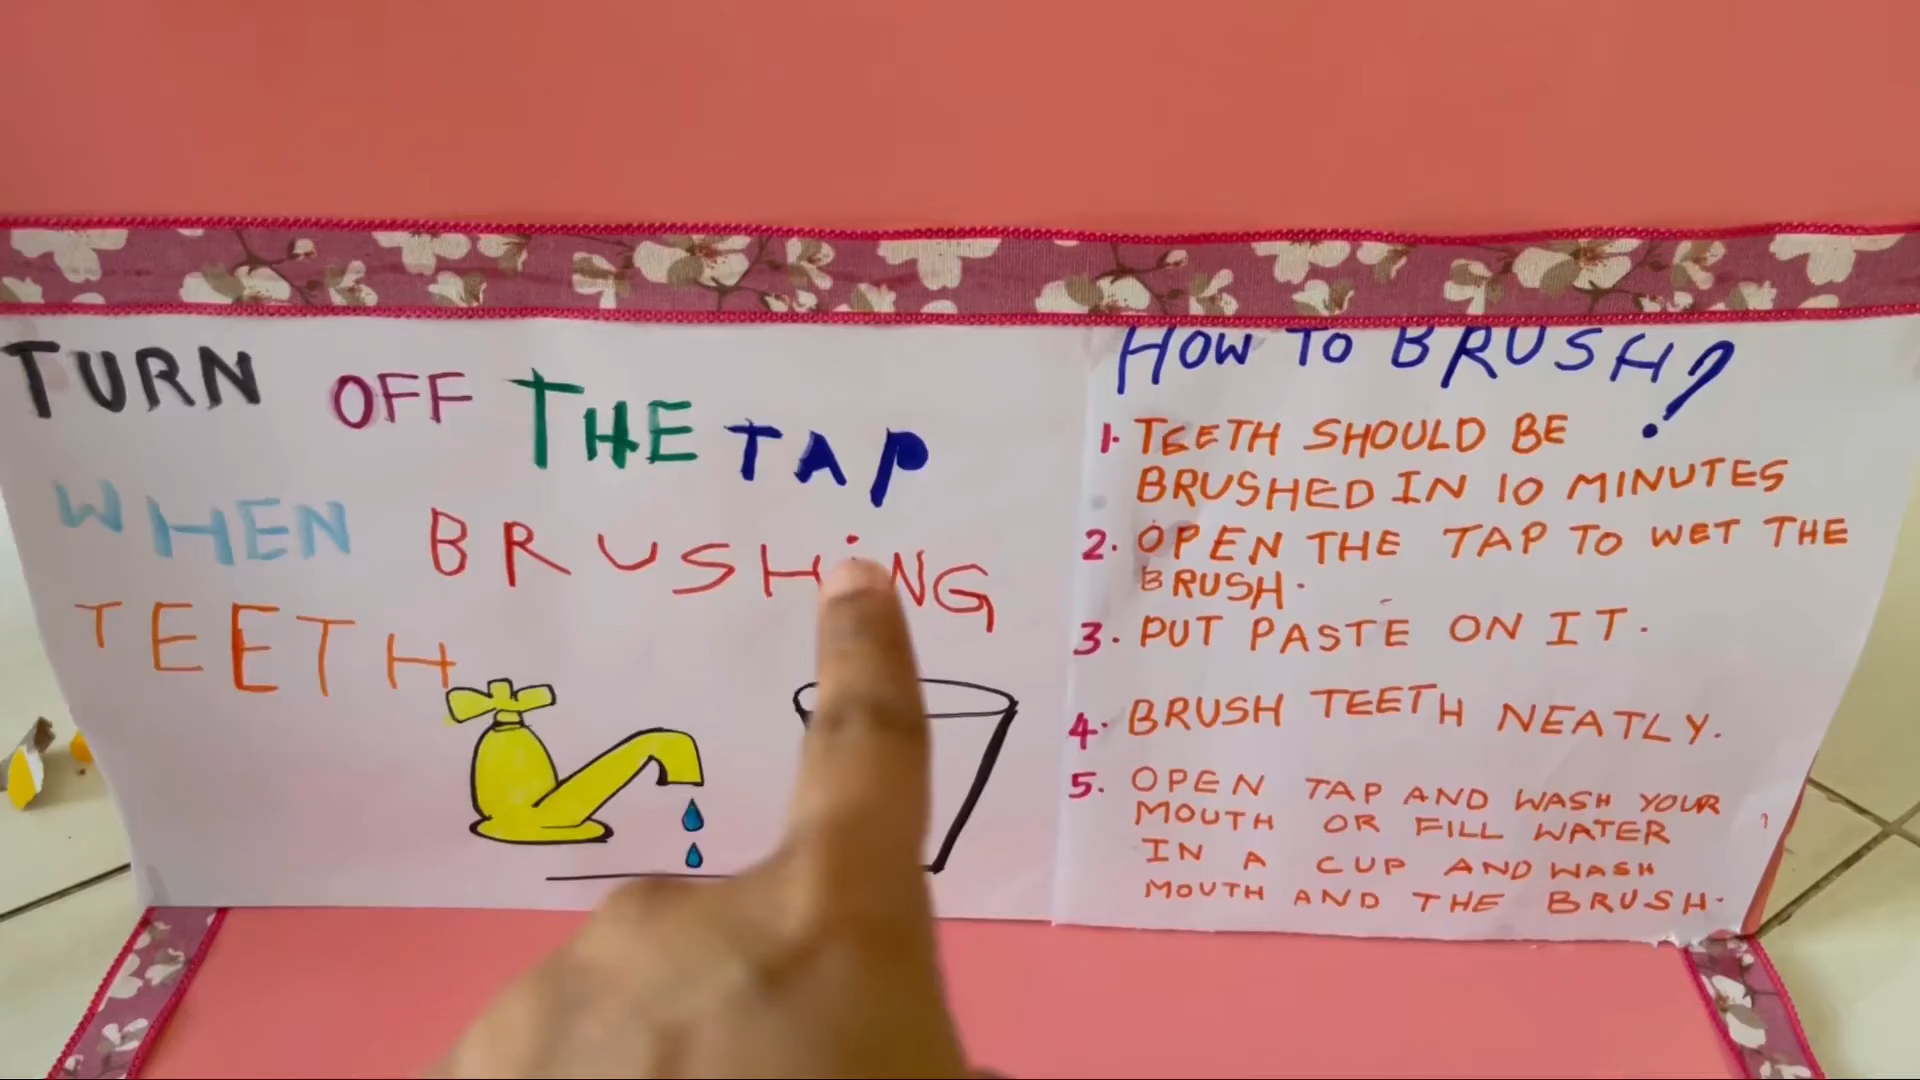 TURN OFF THE TAP
WHEN BRUSHING
TEETH
HOW TO BRUSH?
1. TEETH SHOULD BE
BRUSHED IN 10 MINUTES
2. OPEN THE TAP TO WET THE
BRUSH.
3. PUT PASTE ON IT.
4. BRUSH TEETH NEATLY.
5. OPEN TAP AND WASH YOUR
MOUTH OR FILL WATER
IN A CUP AND WASH
MOUTH AND THE BRUSH.